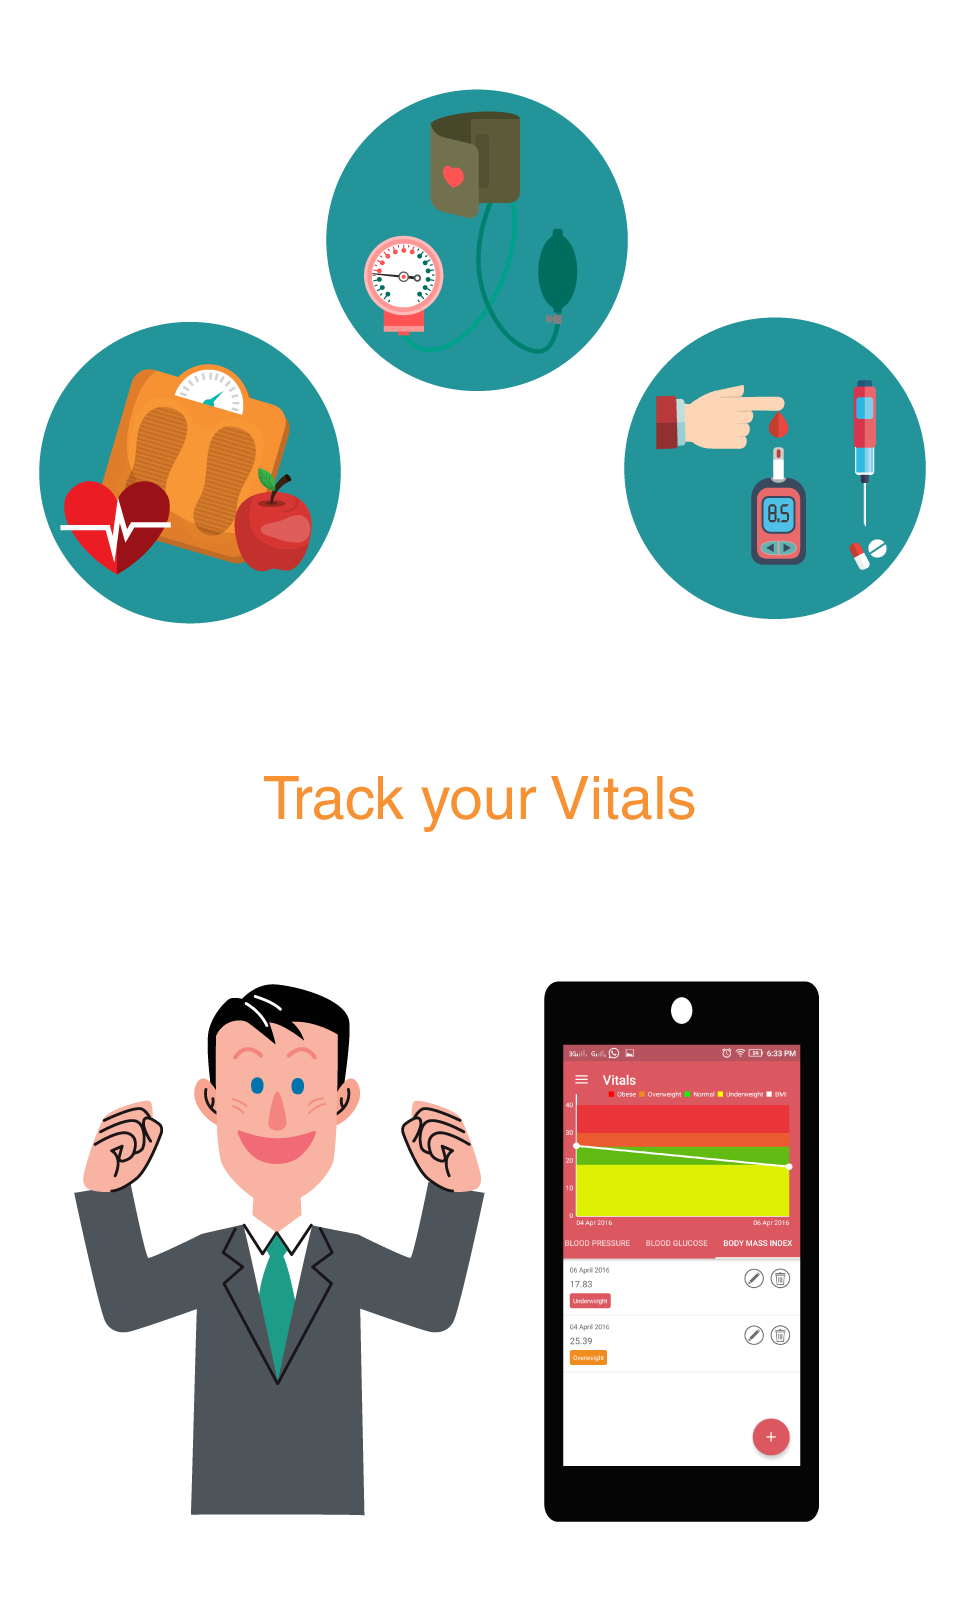 8.5
Track your Vitals
3G G 59 6:33 PM
Vitals
Obese Overweight Normal Underweight BMI
40
30
20
10
0
04 Apr 2016 06 Apr 2016
BLOOD PRESSURE BLOOD GLUCOSE BODY MASS INDEX
06 April 2016
17.83
Underweight
04 April 2016
25.39
Overweight
+